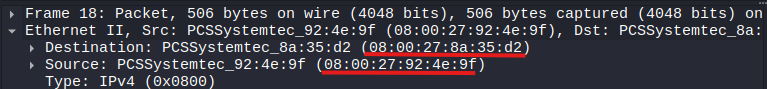 Frame 18: Packet, 506 bytes on wire (4048 bits), 506 bytes captured (4048 bits) on
Ethernet II, Src: PCSSystemtec_92:4e:9f (08:00:27:92:4e:9f), Dst: PCSSystemtec_8a:
Destination: PCSSystemtec_8a:35:d2 (08:00:27:8a:35:d2)
Source: PCSSystemtec_92:4e:9f (08:00:27:92:4e:9f)
Type: IPv4 (0x0800)